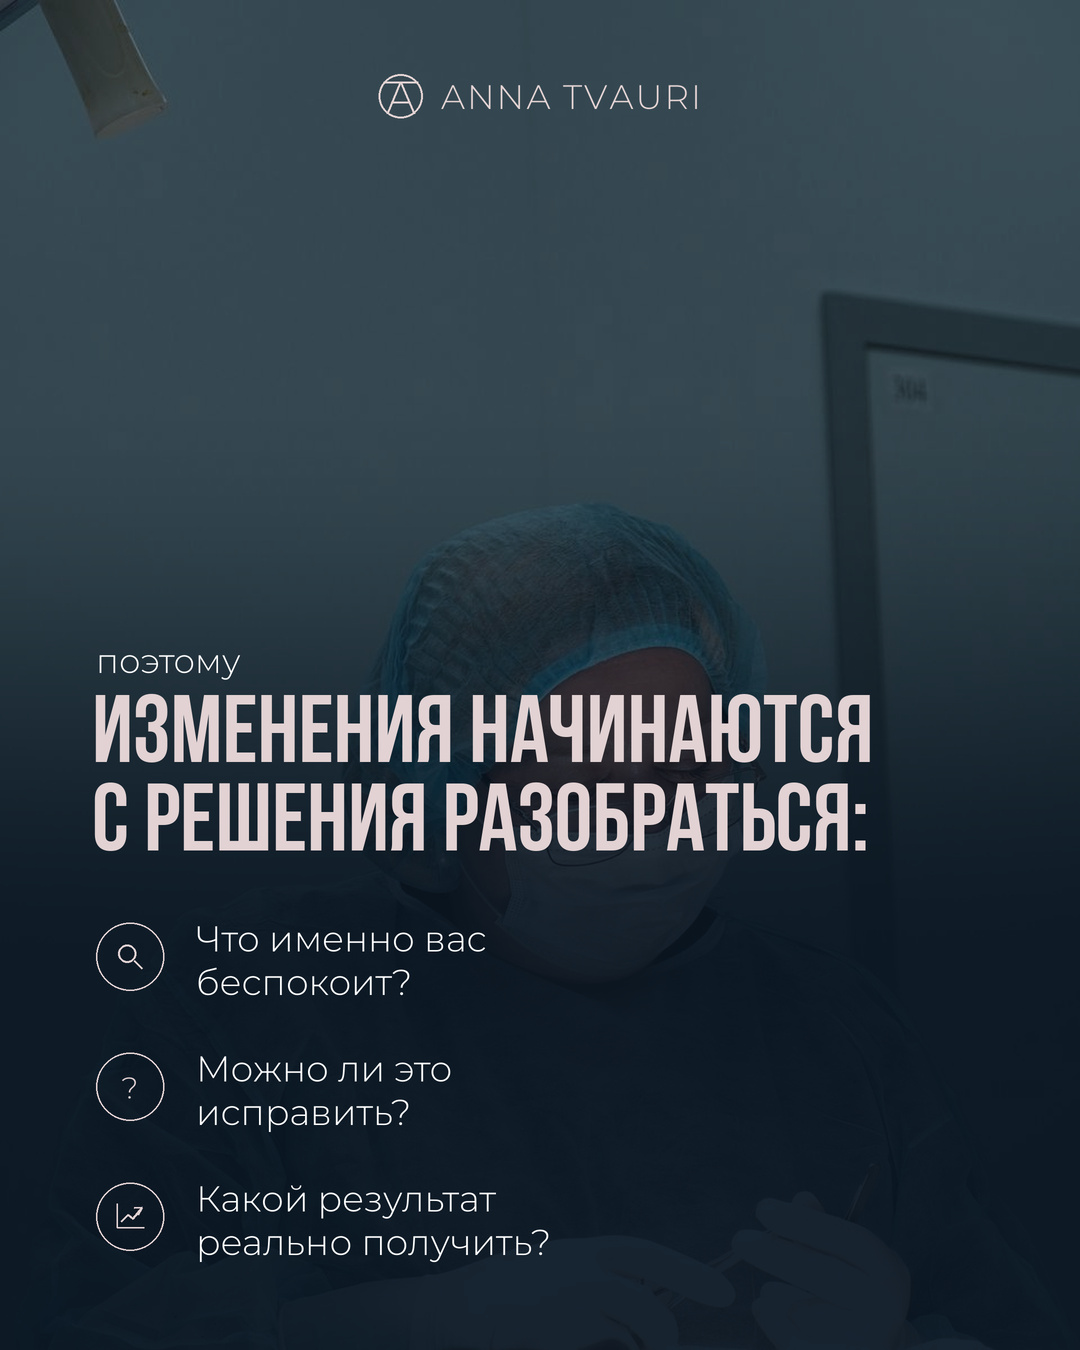 ANNA TVAURI
поэтому
ИЗМЕНЕНИЯ НАЧИНАЮТСЯ
С РЕШЕНИЯ РАЗОБРАТЬСЯ:
Что именно вас
беспокоит?
?
Можно ли это
исправить?
Какой результат
реально получить?